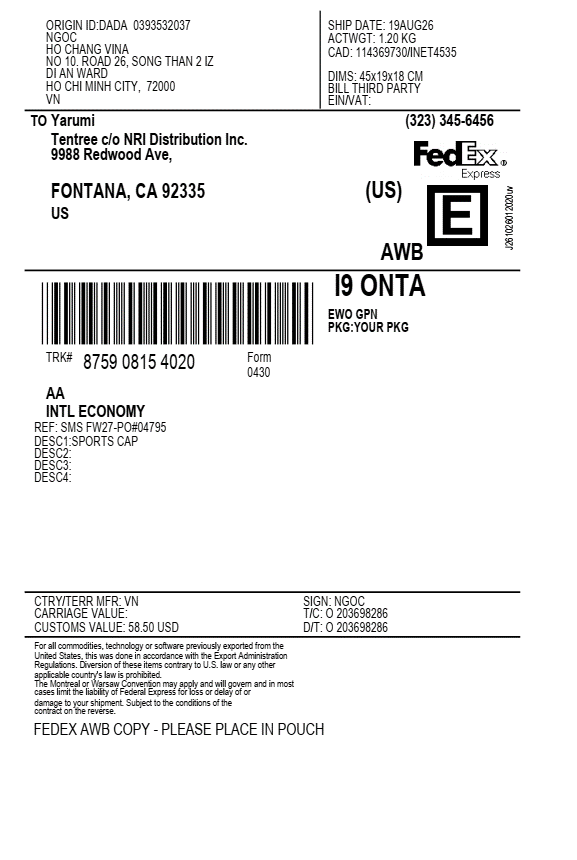 ORIGIN ID:DADA 0393532037
NGOC
HO CHANG VINA
NO 10. ROAD 26, SONG THAN 2 IZ
DI AN WARD
HO CHI MINH CITY, 72000
VN
SHIP DATE: 19AUG26
ACTWGT: 1.20 KG
CAD: 114369730/INET4535
DIMS: 45x19x18 CM
BILL THIRD PARTY
EIN/VAT:
TO Yarumi
(323) 345-6456
Tentree c/o NRI Distribution Inc.
9988 Redwood Ave,
FONTANA, CA 92335
US
(US)
FedEx®
Express
E
J261026012020uv
AWB
I9 ONTA
EWO GPN
PKG:YOUR PKG
TRK# 8759 0815 4020
Form
0430
AA
INTL ECONOMY
REF: SMS FW27-PO#04795
DESC1:SPORTS CAP
DESC2:
DESC3:
DESC4:
CTRY/TERR MFR: VN
CARRIAGE VALUE:
CUSTOMS VALUE: 58.50 USD
SIGN: NGOC
T/C: O 203698286
D/T: O 203698286
For all commodities, technology or software previously exported from the
United States, this was done in accordance with the Export Administration
Regulations. Diversion of these items contrary to U.S. law or any other
applicable country's law is prohibited.
The Montreal or Warsaw Convention may apply and will govern and in most
cases limit the liability of Federal Express for loss or delay of or
damage to your shipment. Subject to the conditions of the
contract on the reverse.
FEDEX AWB COPY - PLEASE PLACE IN POUCH